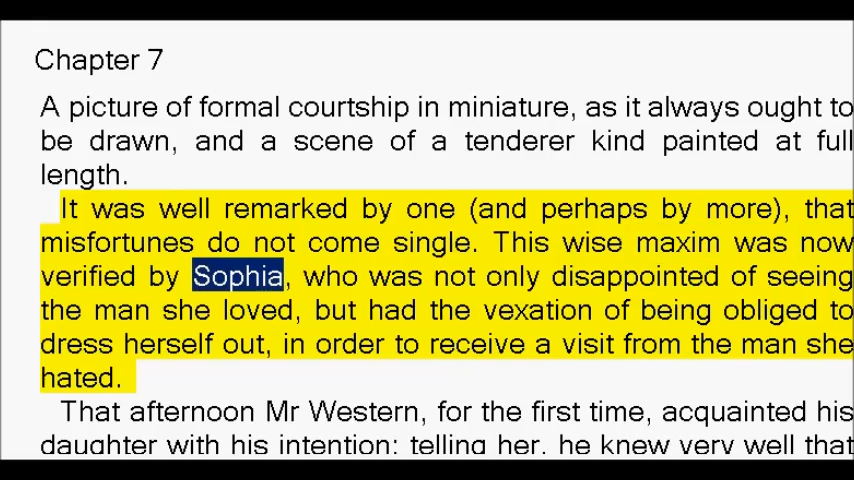 Chapter 7
A picture of formal courtship in miniature, as it always ought to
be drawn, and a scene of a tenderer kind painted at full
length.
It was well remarked by one (and perhaps by more), that
misfortunes do not come single. This wise maxim was now
verified by Sophia, who was not only disappointed of seeing
the man she loved, but had the vexation of being obliged to
dress herself out, in order to receive a visit from the man she
hated.
That afternoon Mr Western, for the first time, acquainted his
daughter with his intention; telling her, he knew very well that